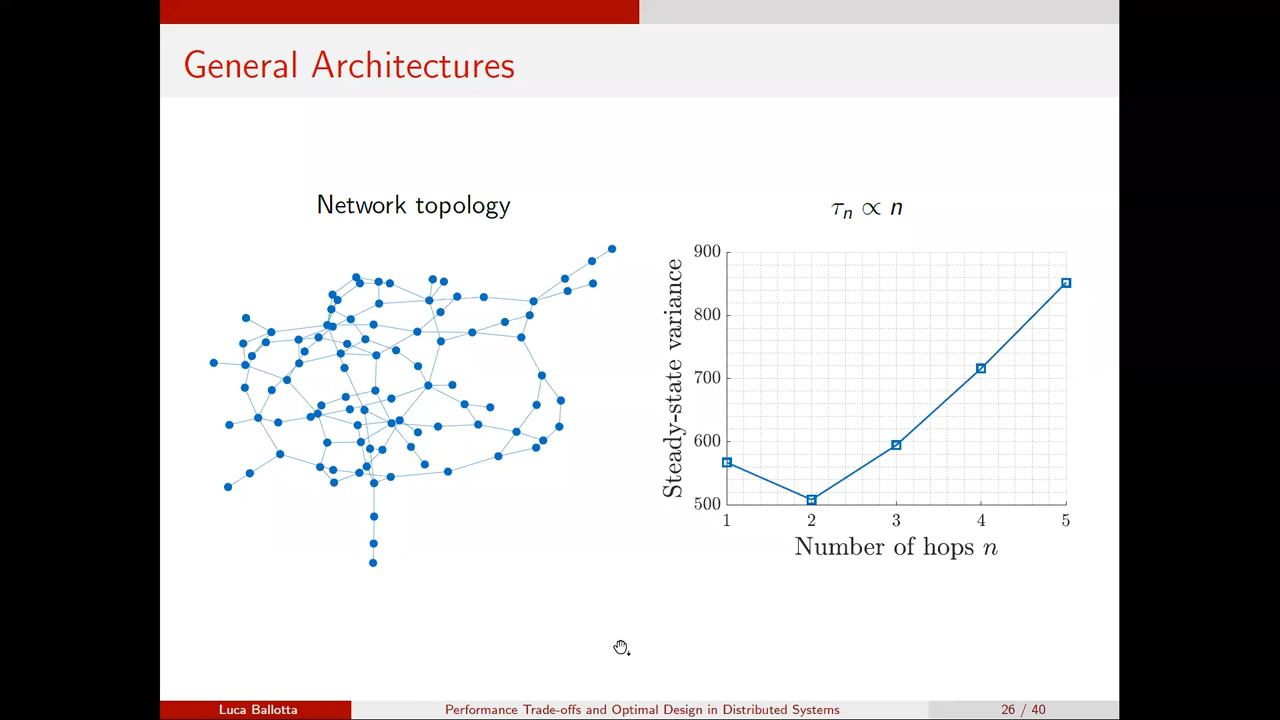 General Architectures
Network topology
τn ∝ n
900
800
700
600
500
Steady-state variance
1 2 3 4 5
Number of hops n
Luca Ballotta Performance Trade-offs and Optimal Design in Distributed Systems 26 / 40